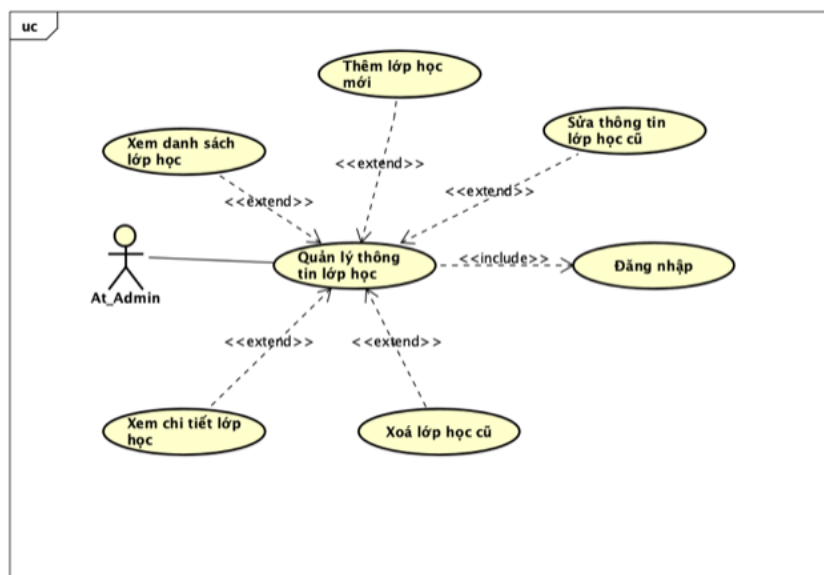 uc
Thêm lớp học
mới
Sửa thông tin
lớp học cũ
Xem danh sách
lớp học
<<extend>>
<<extend>>
<<extend>>
Quản lý thông
tin lớp học
<<include>>
Đăng nhập
At_Admin
<<extend>>
<<extend>>
Xem chi tiết lớp
học
Xoá lớp học cũ